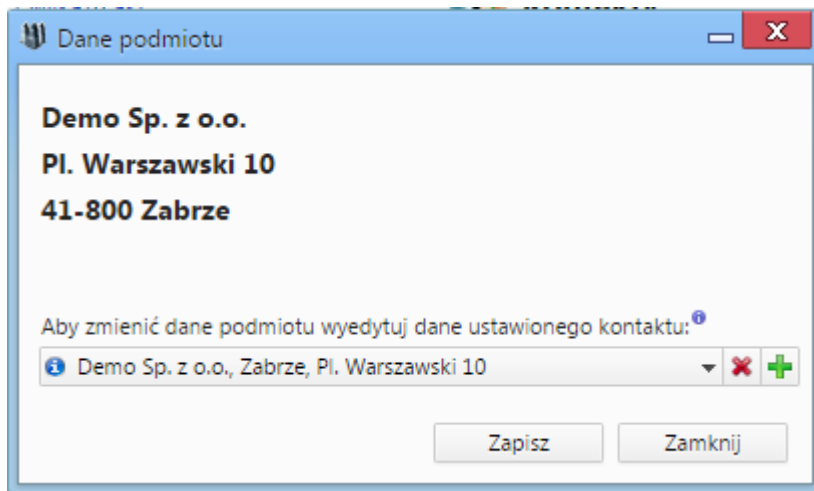 Dane podmiotu
Demo Sp. z o.o.
Pl. Warszawski 10
41-800 Zabrze
Aby zmienić dane podmiotu wyedytuj dane ustawionego kontaktu:
Demo Sp. z o.o., Zabrze, Pl. Warszawski 10
Zapisz Zamknij